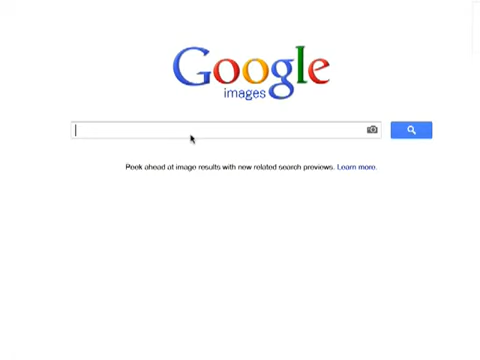 Google
images
Peek ahead at image results with new related search previews. Learn more.